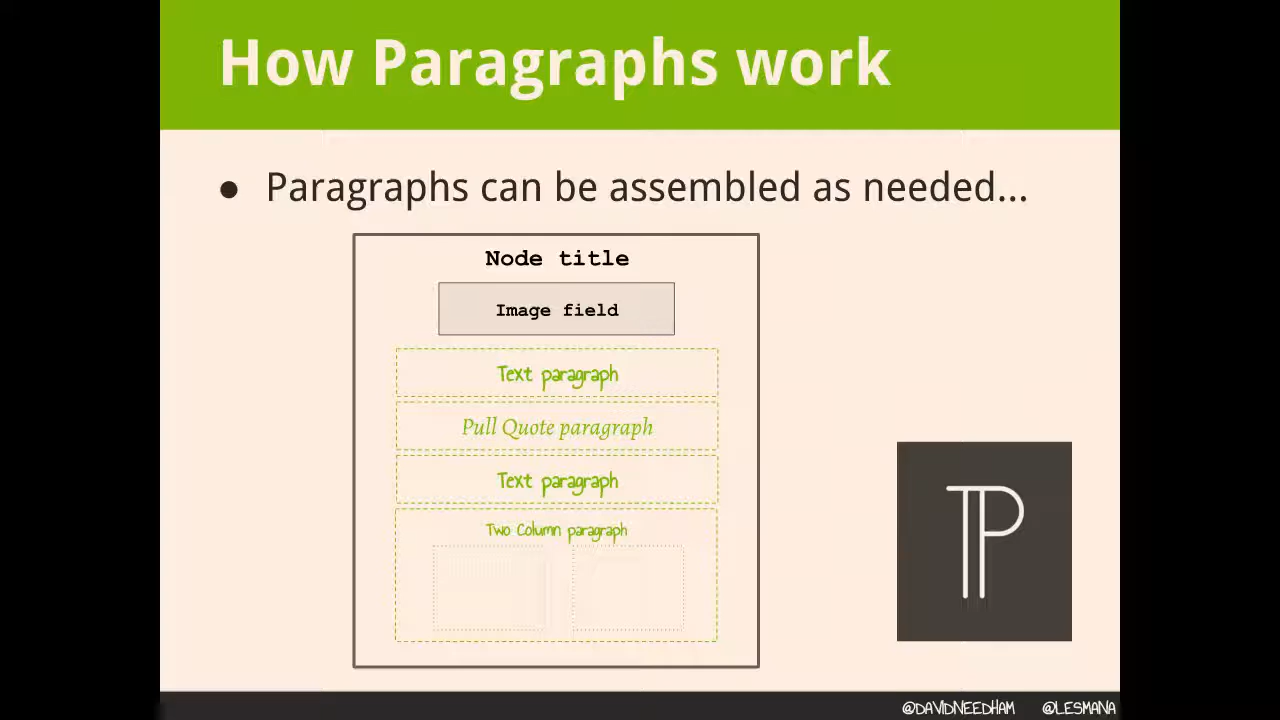 How Paragraphs work
● Paragraphs can be assembled as needed...
Node title
Image field
Text paragraph
Pull Quote paragraph
Text paragraph
Two Column paragraph
@DAVIDNEEDHAM @LESMANA